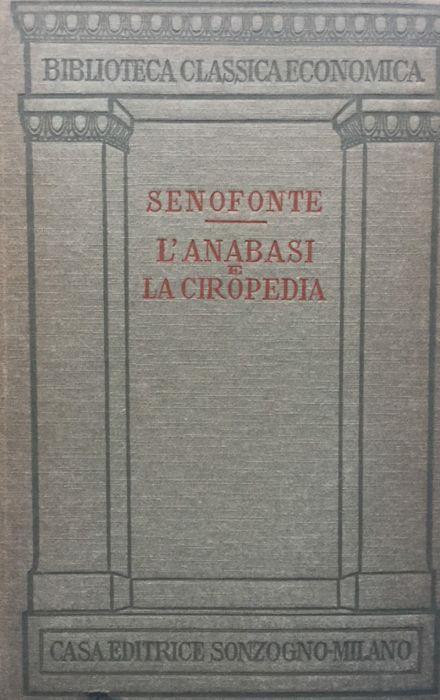 BIBLIOTECA CLASSICA ECONOMICA
SENOFONTE
L'ANABASI
E
LA CIROPEDIA
CASA EDITRICE SONZOGNO-MILANO